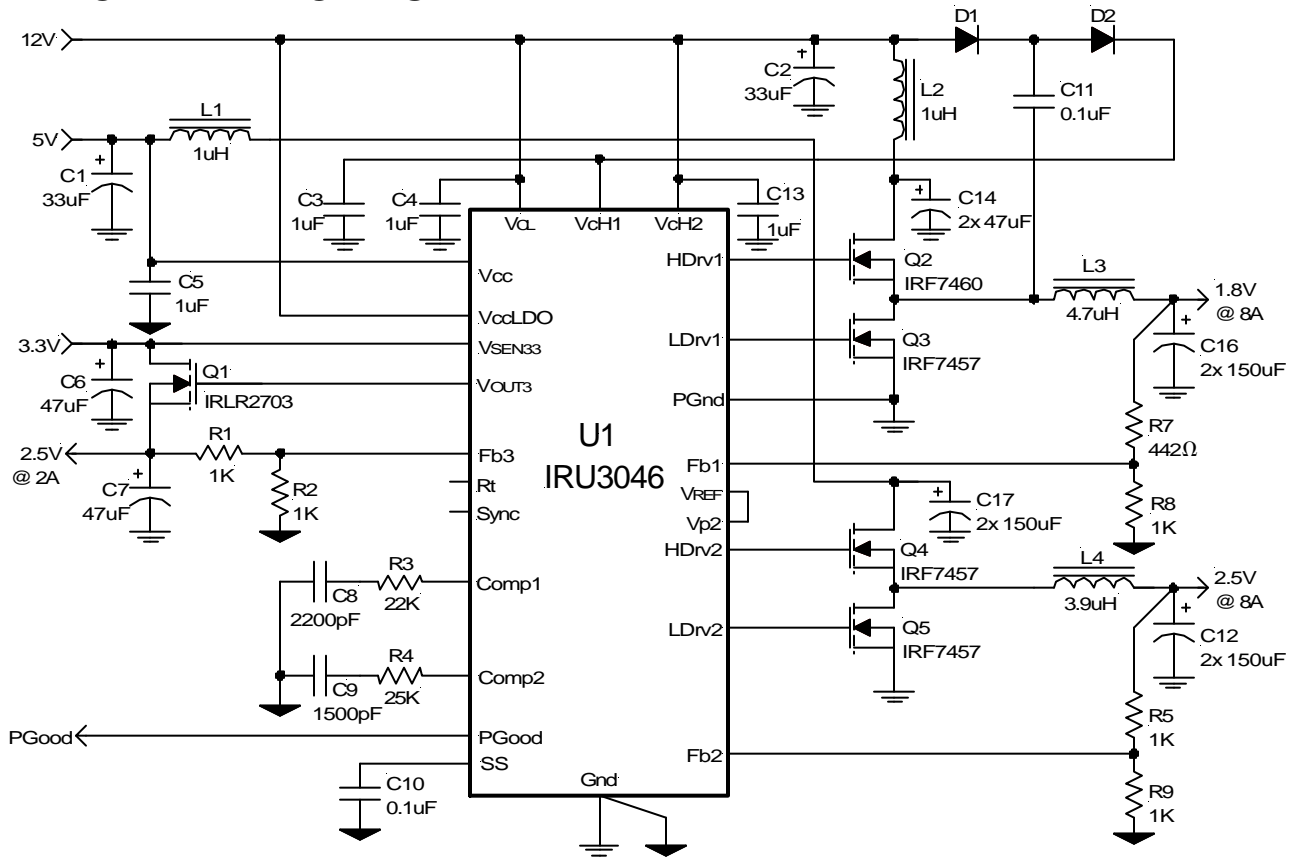 D1
D2
12V
C2
33uF
L2
1uH
C11
0.1uF
L1
1uH
5V
C1
33uF
C3
1uF
C4
1uF
C13
1uF
C14
2x 47uF
VCL
VcH1
VcH2
Vcc
HDrv1
Q2
IRF7460
L3
4.7uH
1.8V
@ 8A
C5
1uF
VccLDO
3.3V
VSEN33
LDrv1
Q3
IRF7457
C16
2x 150uF
C6
47uF
Q1
IRLR2703
VOUT3
PGnd
R7
442Ω
2.5V
@ 2A
R1
1K
Fb3
U1
IRU3046
Fb1
C7
47uF
R2
1K
Rt
Sync
VREF
Vp2
C17
2x 150uF
R8
1K
HDrv2
Q4
IRF7457
L4
3.9uH
2.5V
@ 8A
C8
2200pF
R3
22K
Comp1
LDrv2
Q5
IRF7457
C12
2x 150uF
C9
1500pF
R4
25K
Comp2
R5
1K
PGood
PGood
Fb2
SS
C10
0.1uF
Gnd
R9
1K